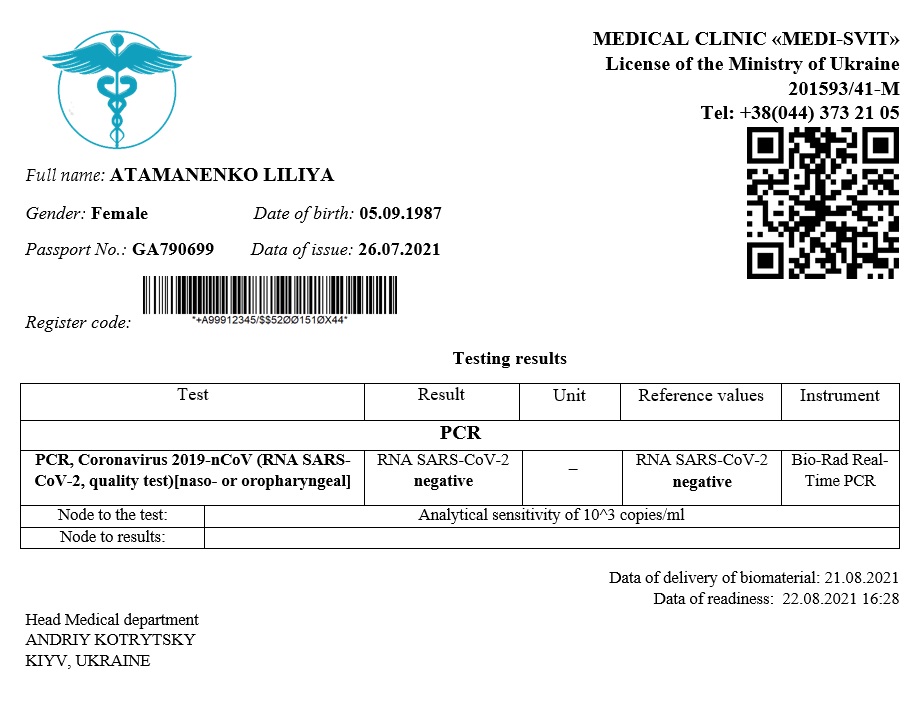 MEDICAL CLINIC «MEDI-SVIT»
License of the Ministry of Ukraine
201593/41-M
Tel: +38(044) 373 21 05
Full name: ATAMANENKO LILIYA
Gender: Female Date of birth: 05.09.1987
Passport No.: GA790699 Data of issue: 26.07.2021
*+A99912345/$$52ØØ151ØX44*
Register code:
Testing results
Test Result Unit Reference values Instrument
PCR
PCR, Coronavirus 2019-nCoV (RNA SARS- RNA SARS-CoV-2 – RNA SARS-CoV-2 Bio-Rad Real-
CoV-2, quality test)[naso- or oropharyngeal] negative negative Time PCR
Node to the test: Analytical sensitivity of 10^3 copies/ml
Node to results:
Data of delivery of biomaterial: 21.08.2021
Data of readiness: 22.08.2021 16:28
Head Medical department
ANDRIY KOTRYTSKY
KIYV, UKRAINE